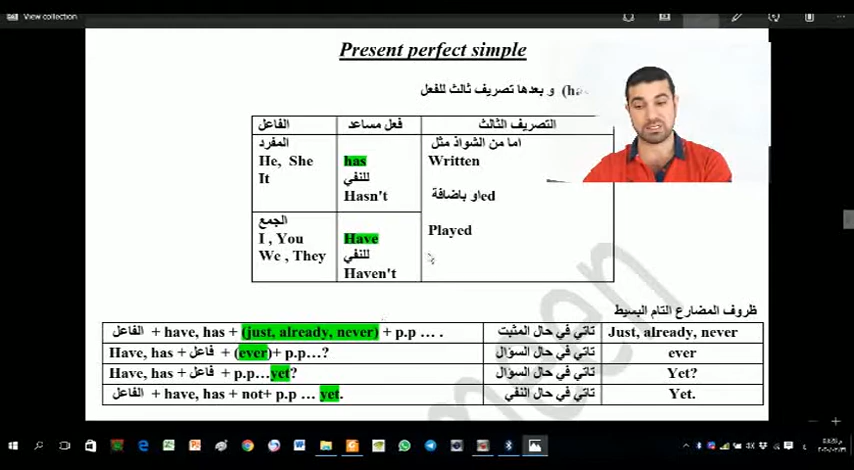 View collection
Present perfect simple
(ha و بعدها تصريف ثالث للفعل
الفاعل فعل مساعد التصريف الثالث
المفرد
He, She
It
has
للنفي
Hasn't
اما من الشواذ مثل
Written
او باضافة ed
Played
الجمع
I , You
We , They
Have
للنفي
Haven't
ظروف المضارع التام البسيط
الفاعل + have, has + (just, already, never) + p.p … . تاتي في حال المثبت Just, already, never
Have, has + فاعل + (ever)+ p.p…? تاتي في حال السؤال ever
Have, has + فاعل + p.p…yet? تاتي في حال السؤال Yet?
الفاعل + have, has + not+ p.p … yet. تاتي في حال النفي Yet.
een